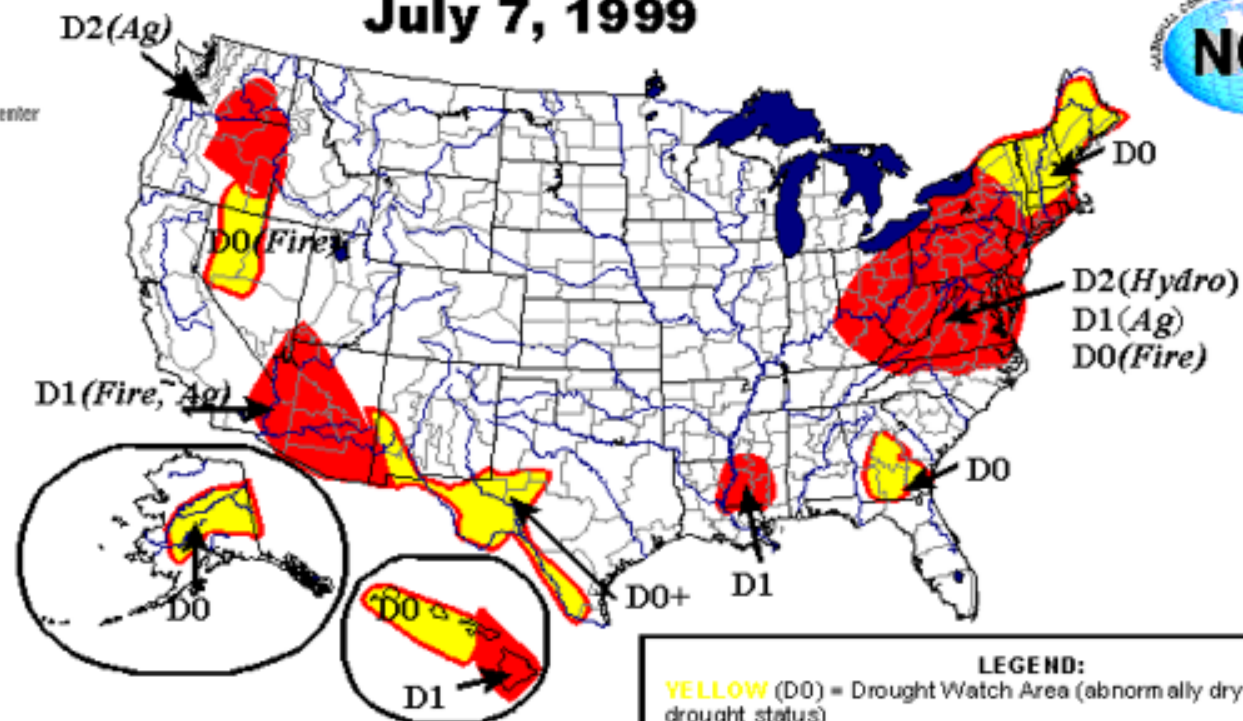 July 7, 1999
D2(Ag)
enter
D0
D0(Fire)
D2(Hydro)
D1(Ag)
D0(Fire)
D1(Fire, Ag)
D0
D0
D0+
D1
D0
D1
LEGEND:
YELLOW (D0) = Drought Watch Area (abnormally dry
drought status)